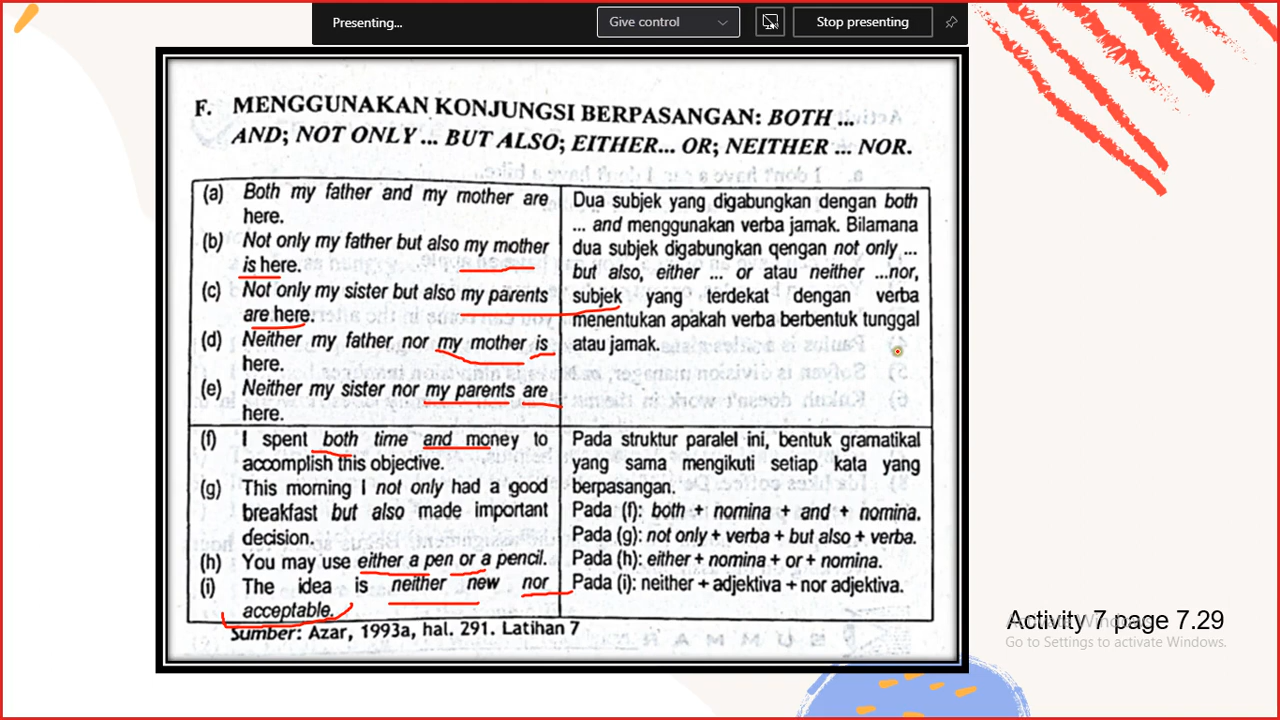 Presenting...
Give control
Stop presenting
F. MENGGUNAKAN KONJUNGSI BERPASANGAN: BOTH ...
AND; NOT ONLY ... BUT ALSO; EITHER... OR; NEITHER ... NOR.
(a) Both my father and my mother are
here.
(b) Not only my father but also my mother
is here.
(c) Not only my sister but also my parents
are here.
(d) Neither my father nor my mother is
here.
(e) Neither my sister nor my parents are
here.
Dua subjek yang digabungkan dengan both
... and menggunakan verba jamak. Bilamana
dua subjek digabungkan qengan not only ...
but also, either ... or atau neither ...nor,
subjek yang terdekat dengan verba
menentukan apakah verba berbentuk tunggal
atau jamak.
(f) I spent both time and money to
accomplish this objective.
(g) This morning I not only had a good
breakfast but also made important
decision.
(h) You may use either a pen or a pencil.
(i) The idea is neither new nor
acceptable.
Pada struktur paralel ini, bentuk gramatikal
yang sama mengikuti setiap kata yang
berpasangan.
Pada (f): both + nomina + and + nomina.
Pada (g): not only + verba + but also + verba.
Pada (h): either + nomina + or + nomina.
Pada (i): neither + adjektiva + nor adjektiva.
Sumber: Azar, 1993a, hal. 291. Latihan 7
Activity 7 page 7.29
Activate Windows
Go to Settings to activate Windows.